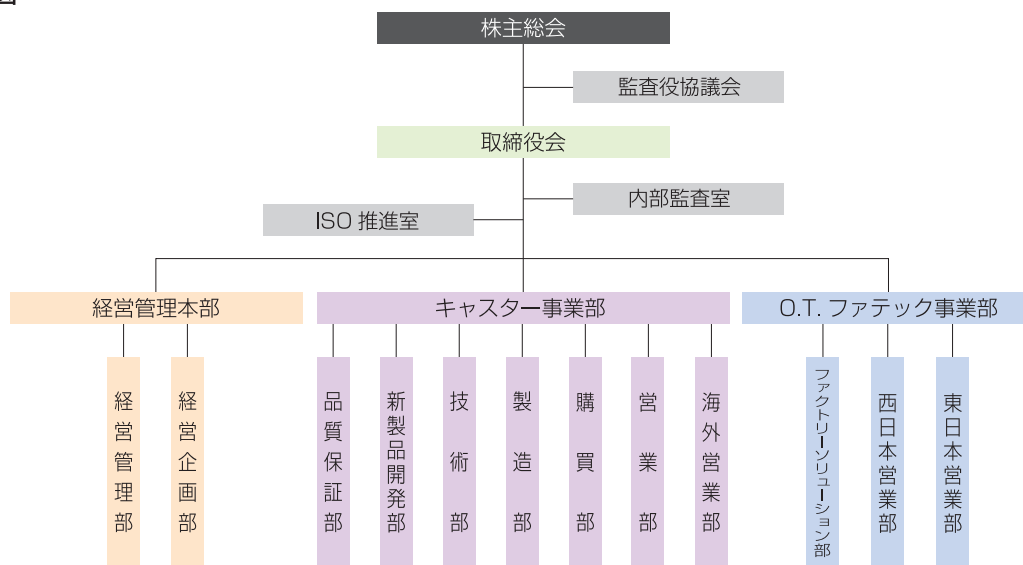 株主総会
監査役協議会
取締役会
内部監査室
ISO 推進室
経営管理本部
キャスター事業部
O.T. ファテック事業部
経営管理部
経営企画部
品質保証部
新製品開発部
技術部
製造部
購買部
営業部
海外営業部
ファクトリーソリューション部
西日本営業部
東日本営業部